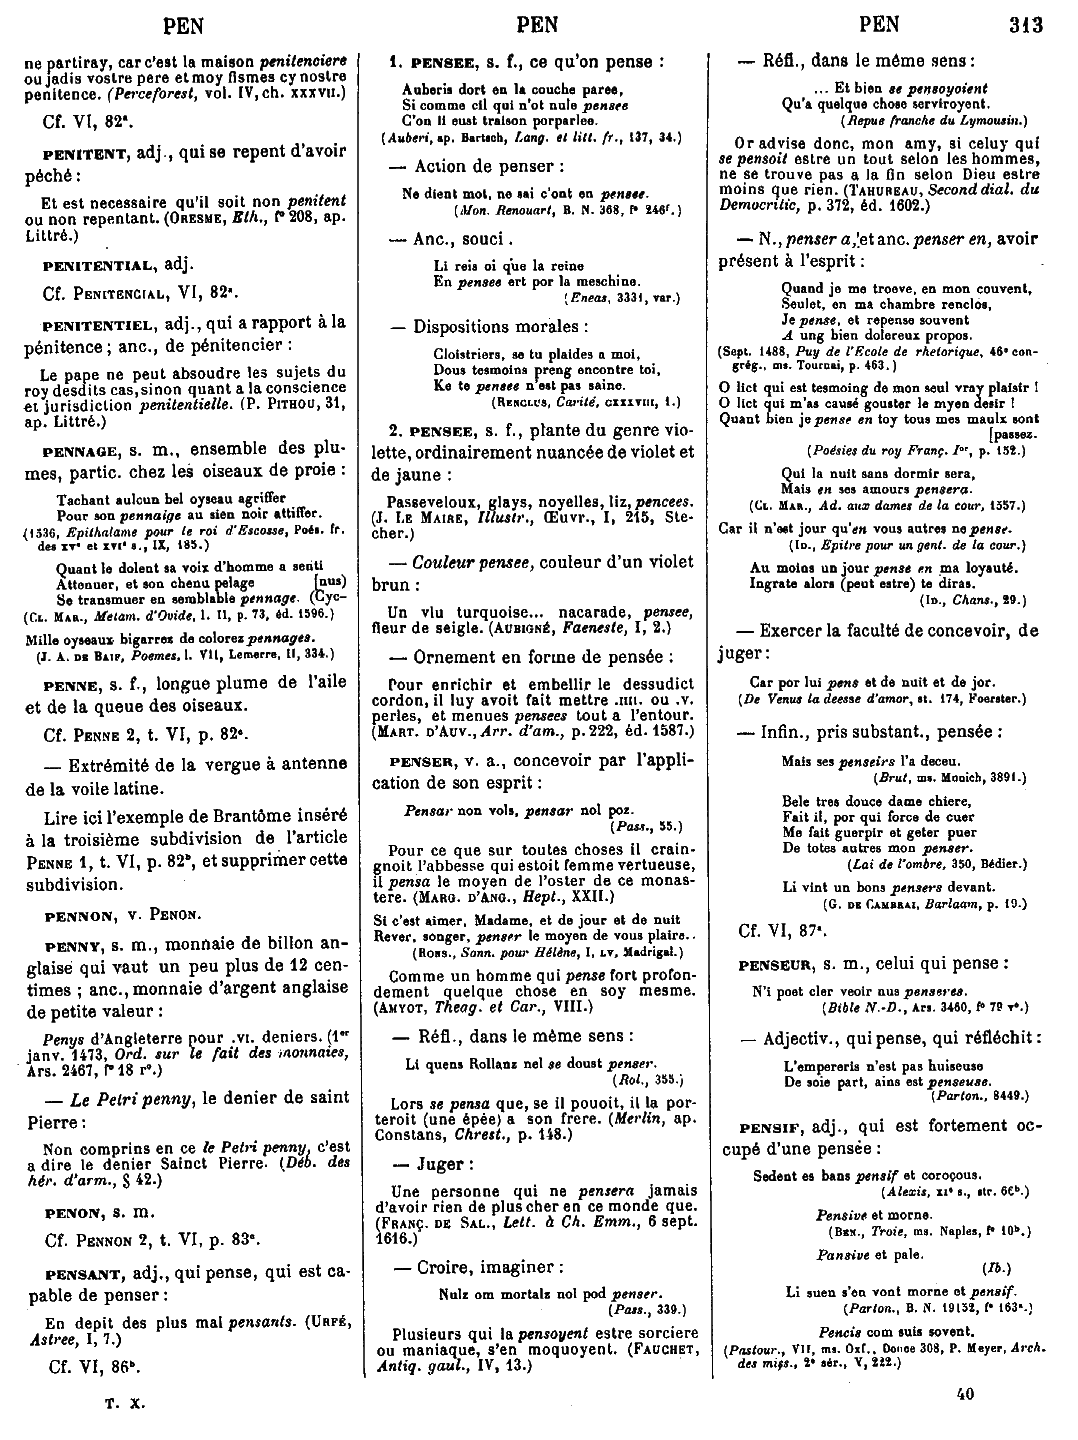 PEN
PEN
PEN 313
ne partiray, car c'est la maison penitenciere
ou jadis vostre pere et moy fismes cy nostre
penitence. (Perceforest, vol. IV, ch. XXXVII.)
Cf. VI, 82ª.
PENITENT, adj., qui se repent d'avoir
péché :
Et est necessaire qu'il soit non penitent
ou non repentant. (ORESME, Eth., fº 208, ap.
Littré.)
PENITENTIAL, adj.
Cf. PENITENCIAL, VI, 82ª.
PENITENTIEL, adj., qui a rapport à la
pénitence ; anc., de pénitencier :
Le pape ne peut absoudre les sujets du
roy desdits cas, sinon quant a la conscience
et jurisdiction penitentielle. (P. PITHOU, 31,
ap. Littré.)
PENNAGE, s. m., ensemble des plu-
mes, partic. chez les oiseaux de proie :
Tachant aulcun bel oyseau agriffer
Pour son pennaige au sien noir attiffer.
(1536, Epithalame pour le roi d'Escosse, Poés. fr.
des XVᵉ et XVIᵉ s., IX, 185.)
Quant le dolent sa voix d'homme a senti
Attenuer, et son chenu pelage [nus)
Se transmuer en semblable pennage. (Cyc-
(CL. MAR., Metam. d'Ovide, l. II, p. 73, éd. 1596.)
Mille oyseaux bigarrez de colorez pennages.
(J. A. DE BAIF, Poemes, l. VII, Lemerre, II, 334.)
PENNE, s. f., longue plume de l'aile
et de la queue des oiseaux.
Cf. PENNE 2, t. VI, p. 82ᶜ.
— Extrémité de la vergue à antenne
de la voile latine.
Lire ici l'exemple de Brantôme inséré
à la troisième subdivision de l'article
PENNE 1, t. VI, p. 82ᵇ, et supprimer cette
subdivision.
PENNON, v. PENON.
PENNY, s. m., monnaie de billon an-
glaise qui vaut un peu plus de 12 cen-
times ; anc., monnaie d'argent anglaise
de petite valeur :
Penys d'Angleterre pour .VI. deniers. (1ᵉʳ
janv. 1473, Ord. sur le fait des monnaies,
Ars. 2467, fº 18 rº.)
— Le Petri penny, le denier de saint
Pierre :
Non comprins en ce le Petri penny, c'est
a dire le denier Sainct Pierre. (Déb. des
hér. d'arm., § 42.)
PENON, s. m.
Cf. PENNON 2, t. VI, p. 83ᵃ.
PENSANT, adj., qui pense, qui est ca-
pable de penser :
En depit des plus mal pensants. (URFÉ,
Astree, I, 7.)
Cf. VI, 86ᵇ.
T. X.
1. PENSEE, s. f., ce qu'on pense :
Auberis dort en la couche paree,
Si comme cil qui n'ot nule pensee
C'on li eust traison porparlee.
(Auberi, ap. Bartsch, Lang. et litt. fr., 137, 34.)
— Action de penser :
Ne dient mot, ne sai c'ont en pensee.
(Mon. Renouart, B. N. 368, fº 246ᶠ.)
— Anc., souci.
Li reis oi que la reine
En pensee ert por la meschine.
(Eneas, 3331, var.)
— Dispositions morales :
Cloistriers, se tu plaides a moi,
Dous tesmoins preng encontre toi,
Ke te pensee n'est pas saine.
(RENCLUS, Carité, CXXXVIII, 1.)
2. PENSEE, s. f., plante du genre vio-
lette, ordinairement nuancée de violet et
de jaune :
Passeveloux, glays, noyelles, liz, pencees.
(J. LE MAIRE, Illustr., Œuvr., I, 215, Ste-
cher.)
— Couleur pensee, couleur d'un violet
brun :
Un vlu turquoise... nacarade, pensee,
fleur de seigle. (AUBIGNÉ, Faeneste, I, 2.)
— Ornement en forme de pensée :
Pour enrichir et embellir le dessudict
cordon, il luy avoit fait mettre .IIII. ou .V.
perles, et menues pensees tout a l'entour.
(MART. D'AUV., Arr. d'am., p. 222, éd. 1587.)
PENSER, v. a., concevoir par l'appli-
cation de son esprit :
Pensar non vols, pensar nol poz.
(Pass., 55.)
Pour ce que sur toutes choses il crain-
gnoit l'abbesse qui estoit femme vertueuse,
il pensa le moyen de l'oster de ce monas-
tere. (MARG. D'ANG., Hept., XXII.)
Si c'est aimer, Madame, et de jour et de nuit
Rever, songer, penser le moyen de vous plaire..
(RONS., Sonn. pour Hélène, I, LV, Madrigal.)
Comme un homme qui pense fort profon-
dement quelque chose en soy mesme.
(AMYOT, Theag. et Car., VIII.)
— Réfl., dans le même sens :
Li quens Rollanz nel se doust penser.
(Rol., 355.)
Lors se pensa que, se il pouoit, il la por-
teroit (une épée) a son frere. (Merlin, ap.
Constans, Chrest., p. 148.)
— Juger :
Une personne qui ne pensera jamais
d'avoir rien de plus cher en ce monde que.
(FRANÇ. DE SAL., Lett. à Ch. Emm., 6 sept.
1616.)
— Croire, imaginer :
Nulz om mortalz nol pod penser.
(Pass., 339.)
Plusieurs qui la pensoyent estre sorciere
ou maniaque, s'en moquoyent. (FAUCHET,
Antiq. gaul., IV, 13.)
— Réfl., dans le même sens :
... Et bien se pensoyoient
Qu'a quelque chose serviroyent.
(Repue franche du Lymousin.)
Or advise donc, mon amy, si celuy qui
se pensoit estre un tout selon les hommes,
ne se trouve pas a la fin selon Dieu estre
moins que rien. (TAHUREAU, Second dial. du
Democritic, p. 372, éd. 1602.)
— N., penser a, et anc. penser en, avoir
présent à l'esprit :
Quand je me troeve, en mon couvent,
Seulet, en ma chambre renclos,
Je pense, et repense souvent
A ung bien dolereux propos.
(Sept. 1488, Puy de l'Ecole de rhetorique, 46ᵉ con-
grég., ms. Tournai, p. 463.)
O lict qui est tesmoing de mon seul vray plaisir !
O lict qui m'as causé gouster le myen desir !
Quant bien je pense en toy tous mes maulx sont
[passez.
(Poésies du roy Franç. Iᵉʳ, p. 152.)
Qui la nuit sans dormir sera,
Mais en ses amours pensera.
(CL. MAR., Ad. aux dames de la cour, 1557.)
Car il n'est jour qu'en vous autres ne pense.
(ID., Epitre pour un gent. de la cour.)
Au moins un jour pense en ma loyauté.
Ingrate alors (peut estre) te diras.
(ID., Chans., 29.)
— Exercer la faculté de concevoir, de
juger :
Car por lui pens et de nuit et de jor.
(De Venus la deesse d'amor, st. 174, Foerster.)
— Infin., pris substant., pensée :
Mais ses penseirs l'a deceu.
(Brut, ms. Munich, 3891.)
Bele tres douce dame chiere,
Fait il, por qui force de cuer
Me fait guerpir et geter puer
De totes autres mon penser.
(Lai de l'ombre, 350, Bédier.)
Li vint un bons pensers devant.
(G. DE CAMBRAI, Barlaam, p. 19.)
Cf. VI, 87ᵃ.
PENSEUR, s. m., celui qui pense :
N'i poet cler veoir nus penseres.
(Bible N.-D., Ars. 3460, fº 79 vº.)
— Adjectiv., qui pense, qui réfléchit :
L'empereris n'est pas huiseuse
De soie part, ains est penseuse.
(Parton., 8449.)
PENSIF, adj., qui est fortement oc-
cupé d'une pensée :
Sedent es bans pensif et coroçous.
(Alexis, XIᵉ s., str. 66ᵇ.)
Pensive et morne.
(BEN., Troie, ms. Naples, fº 10ᵇ.)
Pansive et pale.
(Ib.)
Li suen s'en vont morne et pensif.
(Parton., B. N. 19152, fº 163ᵃ.)
Pencis com suis sovent.
(Pastour., VII, ms. Oxf., Douce 308, P. Meyer, Arch.
des miss., 2ᵉ sér., V, 222.)
40